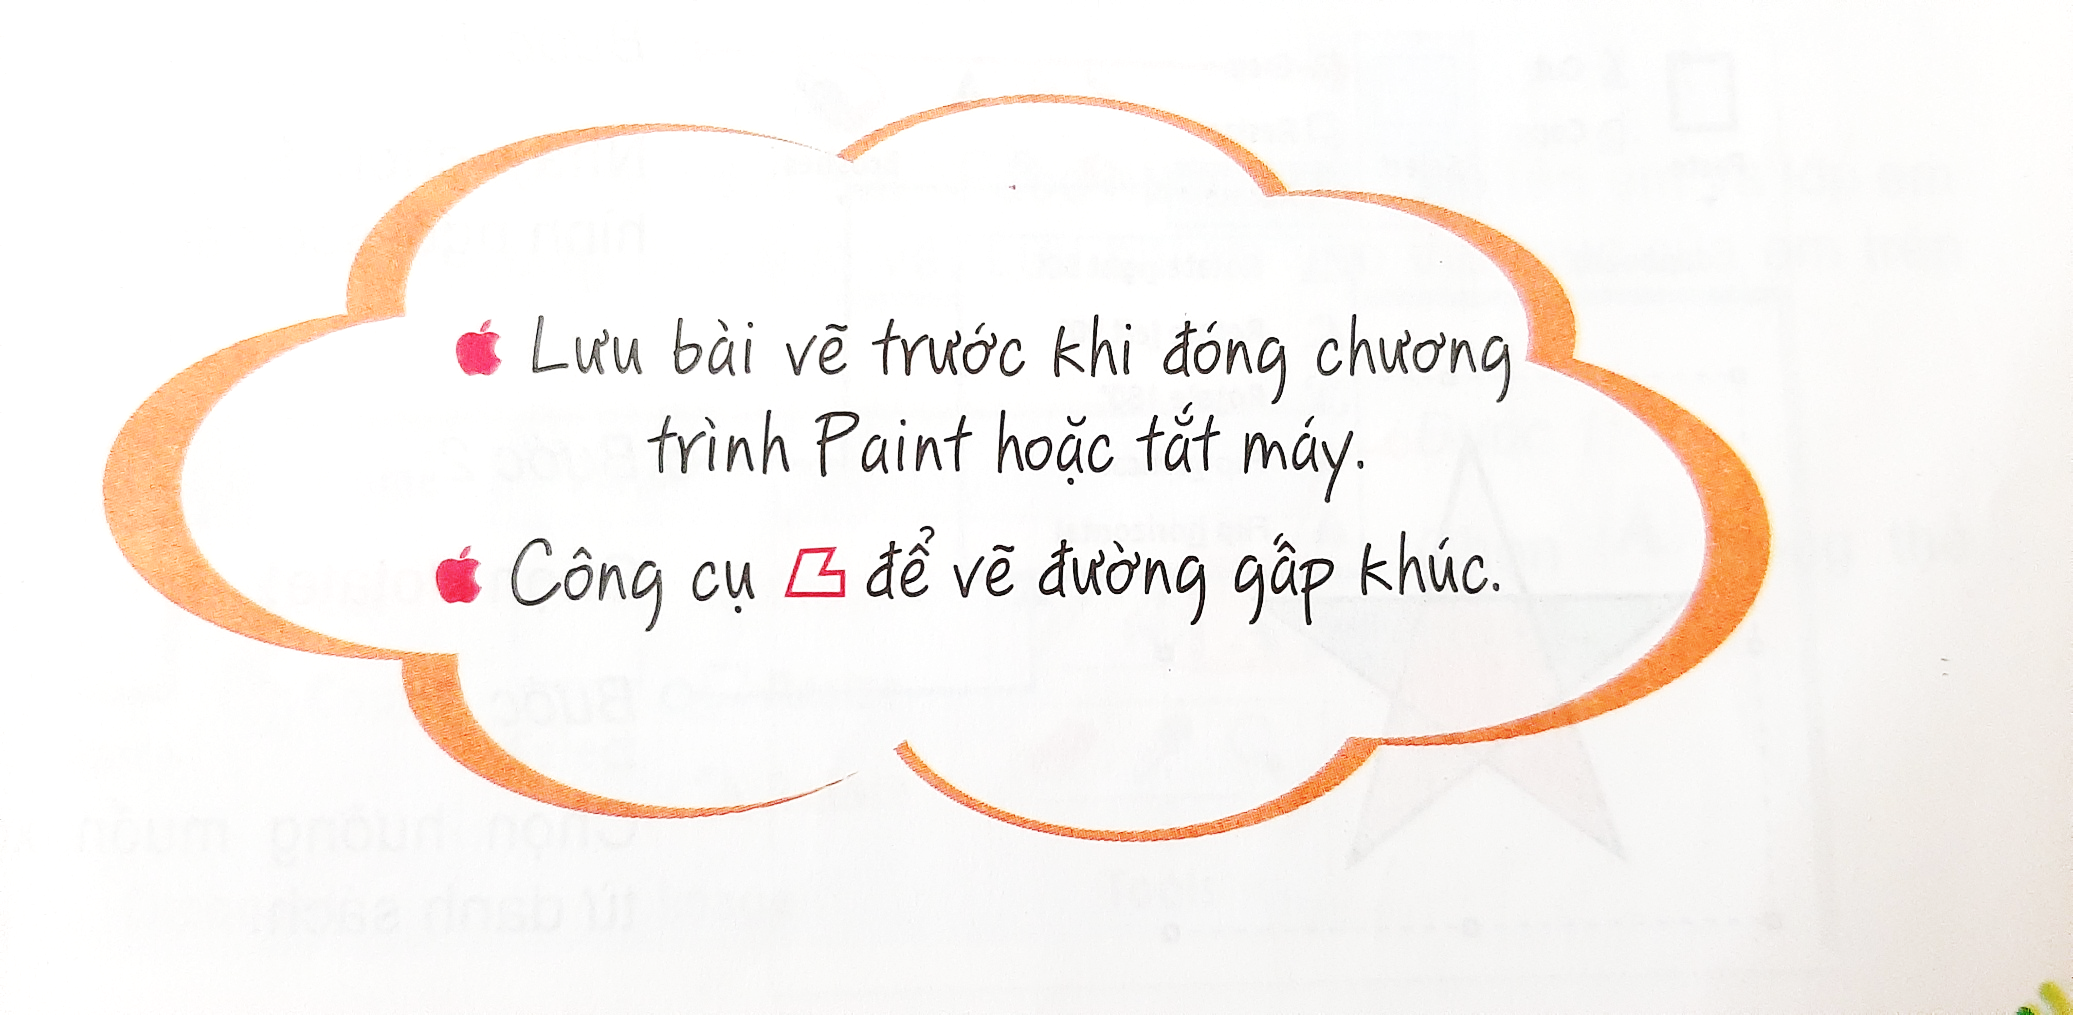 Lưu bài vẽ trước khi đóng chương
trình Paint hoặc tắt máy.
Công cụ để vẽ đường gấp khúc.